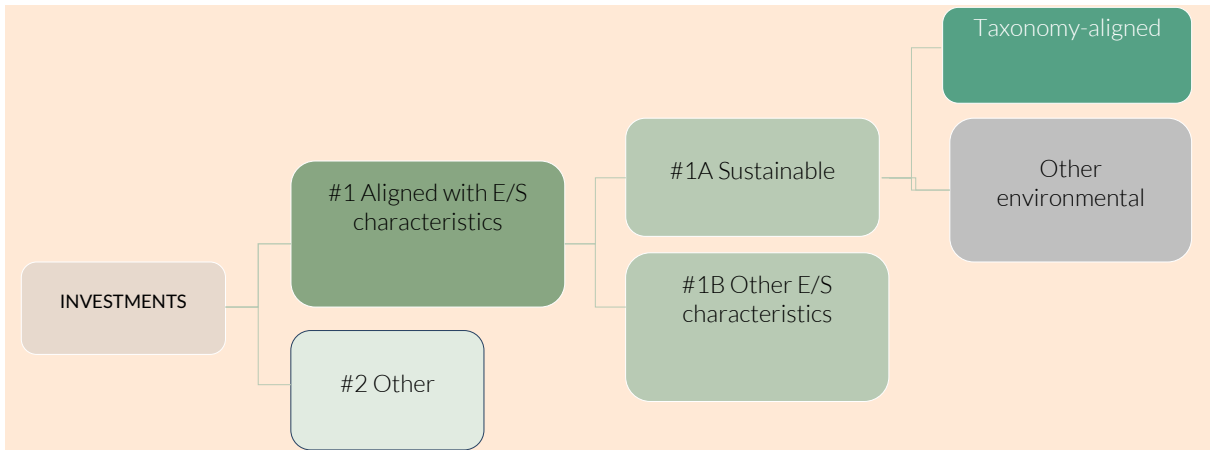 Taxonomy-aligned
Other
environmental
#1A Sustainable
#1 Aligned with E/S
characteristics
#1B Other E/S
characteristics
INVESTMENTS
#2 Other